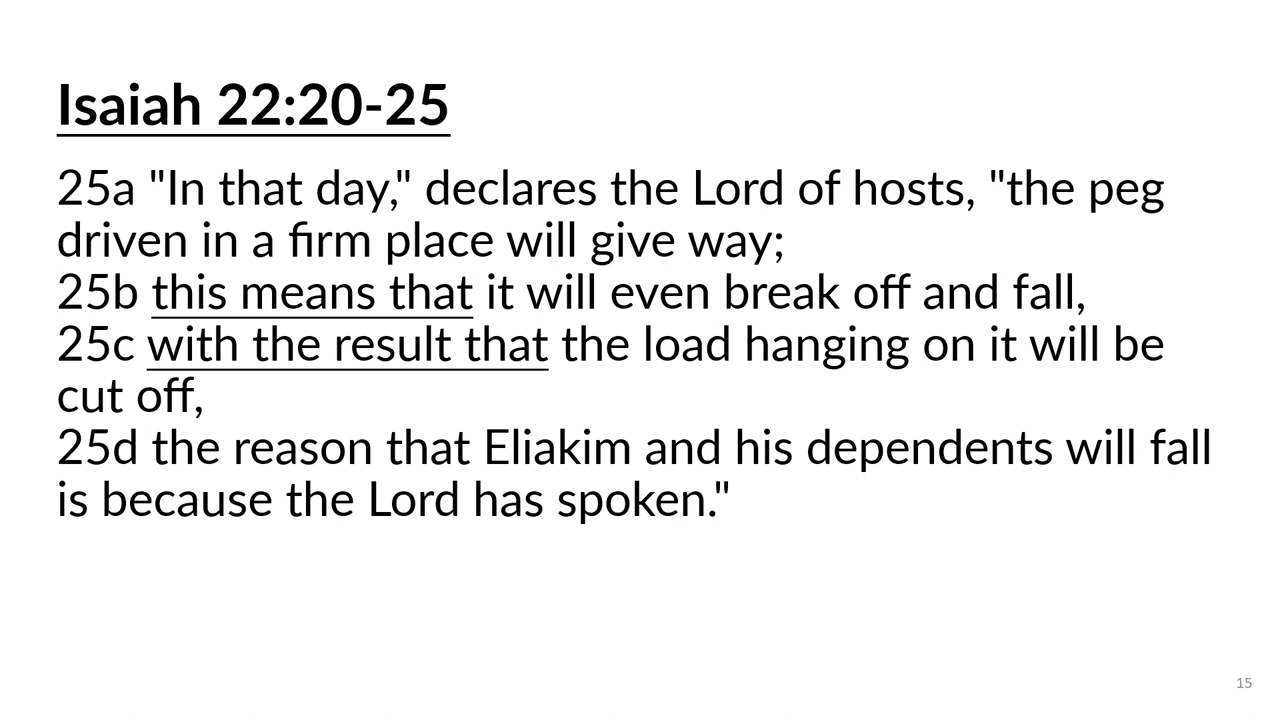 Isaiah 22:20-25
25a "In that day," declares the Lord of hosts, "the peg
driven in a firm place will give way;
25b this means that it will even break off and fall,
25c with the result that the load hanging on it will be
cut off,
25d the reason that Eliakim and his dependents will fall
is because the Lord has spoken."
15